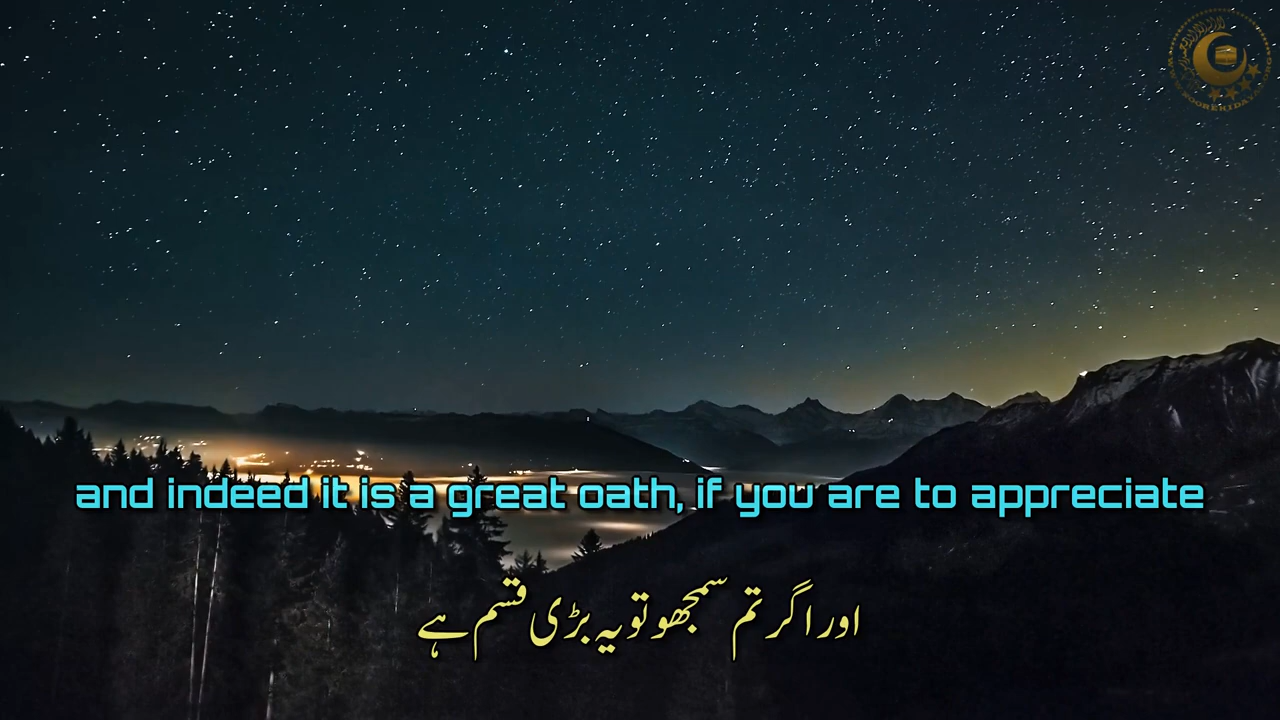 and indeed it is a great oath, if you are to appreciate
اور اگر تم سمجھو تو یہ بڑی قسم ہے